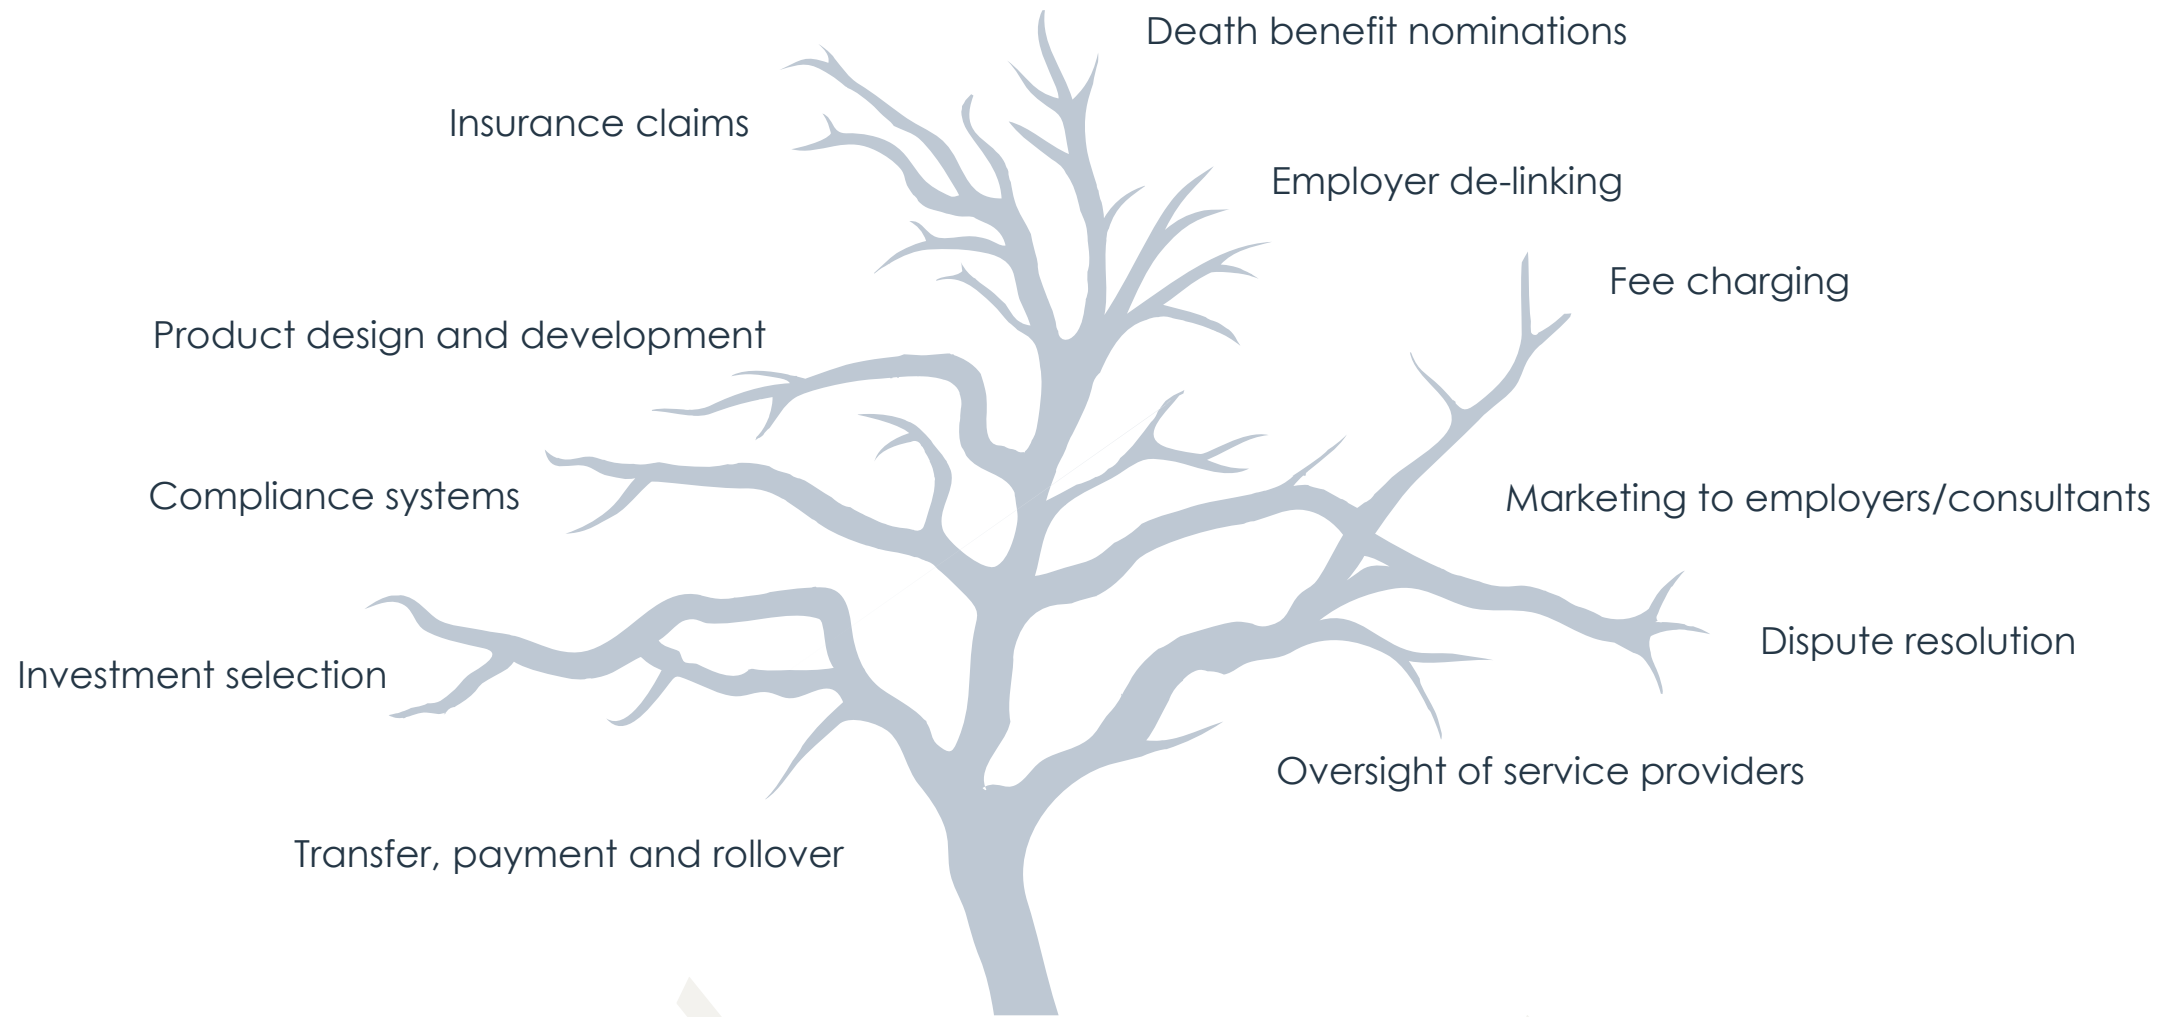 Death benefit nominations
Insurance claims
Employer de-linking
Fee charging
Product design and development
Compliance systems
Marketing to employers/consultants
Dispute resolution
Investment selection
Oversight of service providers
Transfer, payment and rollover